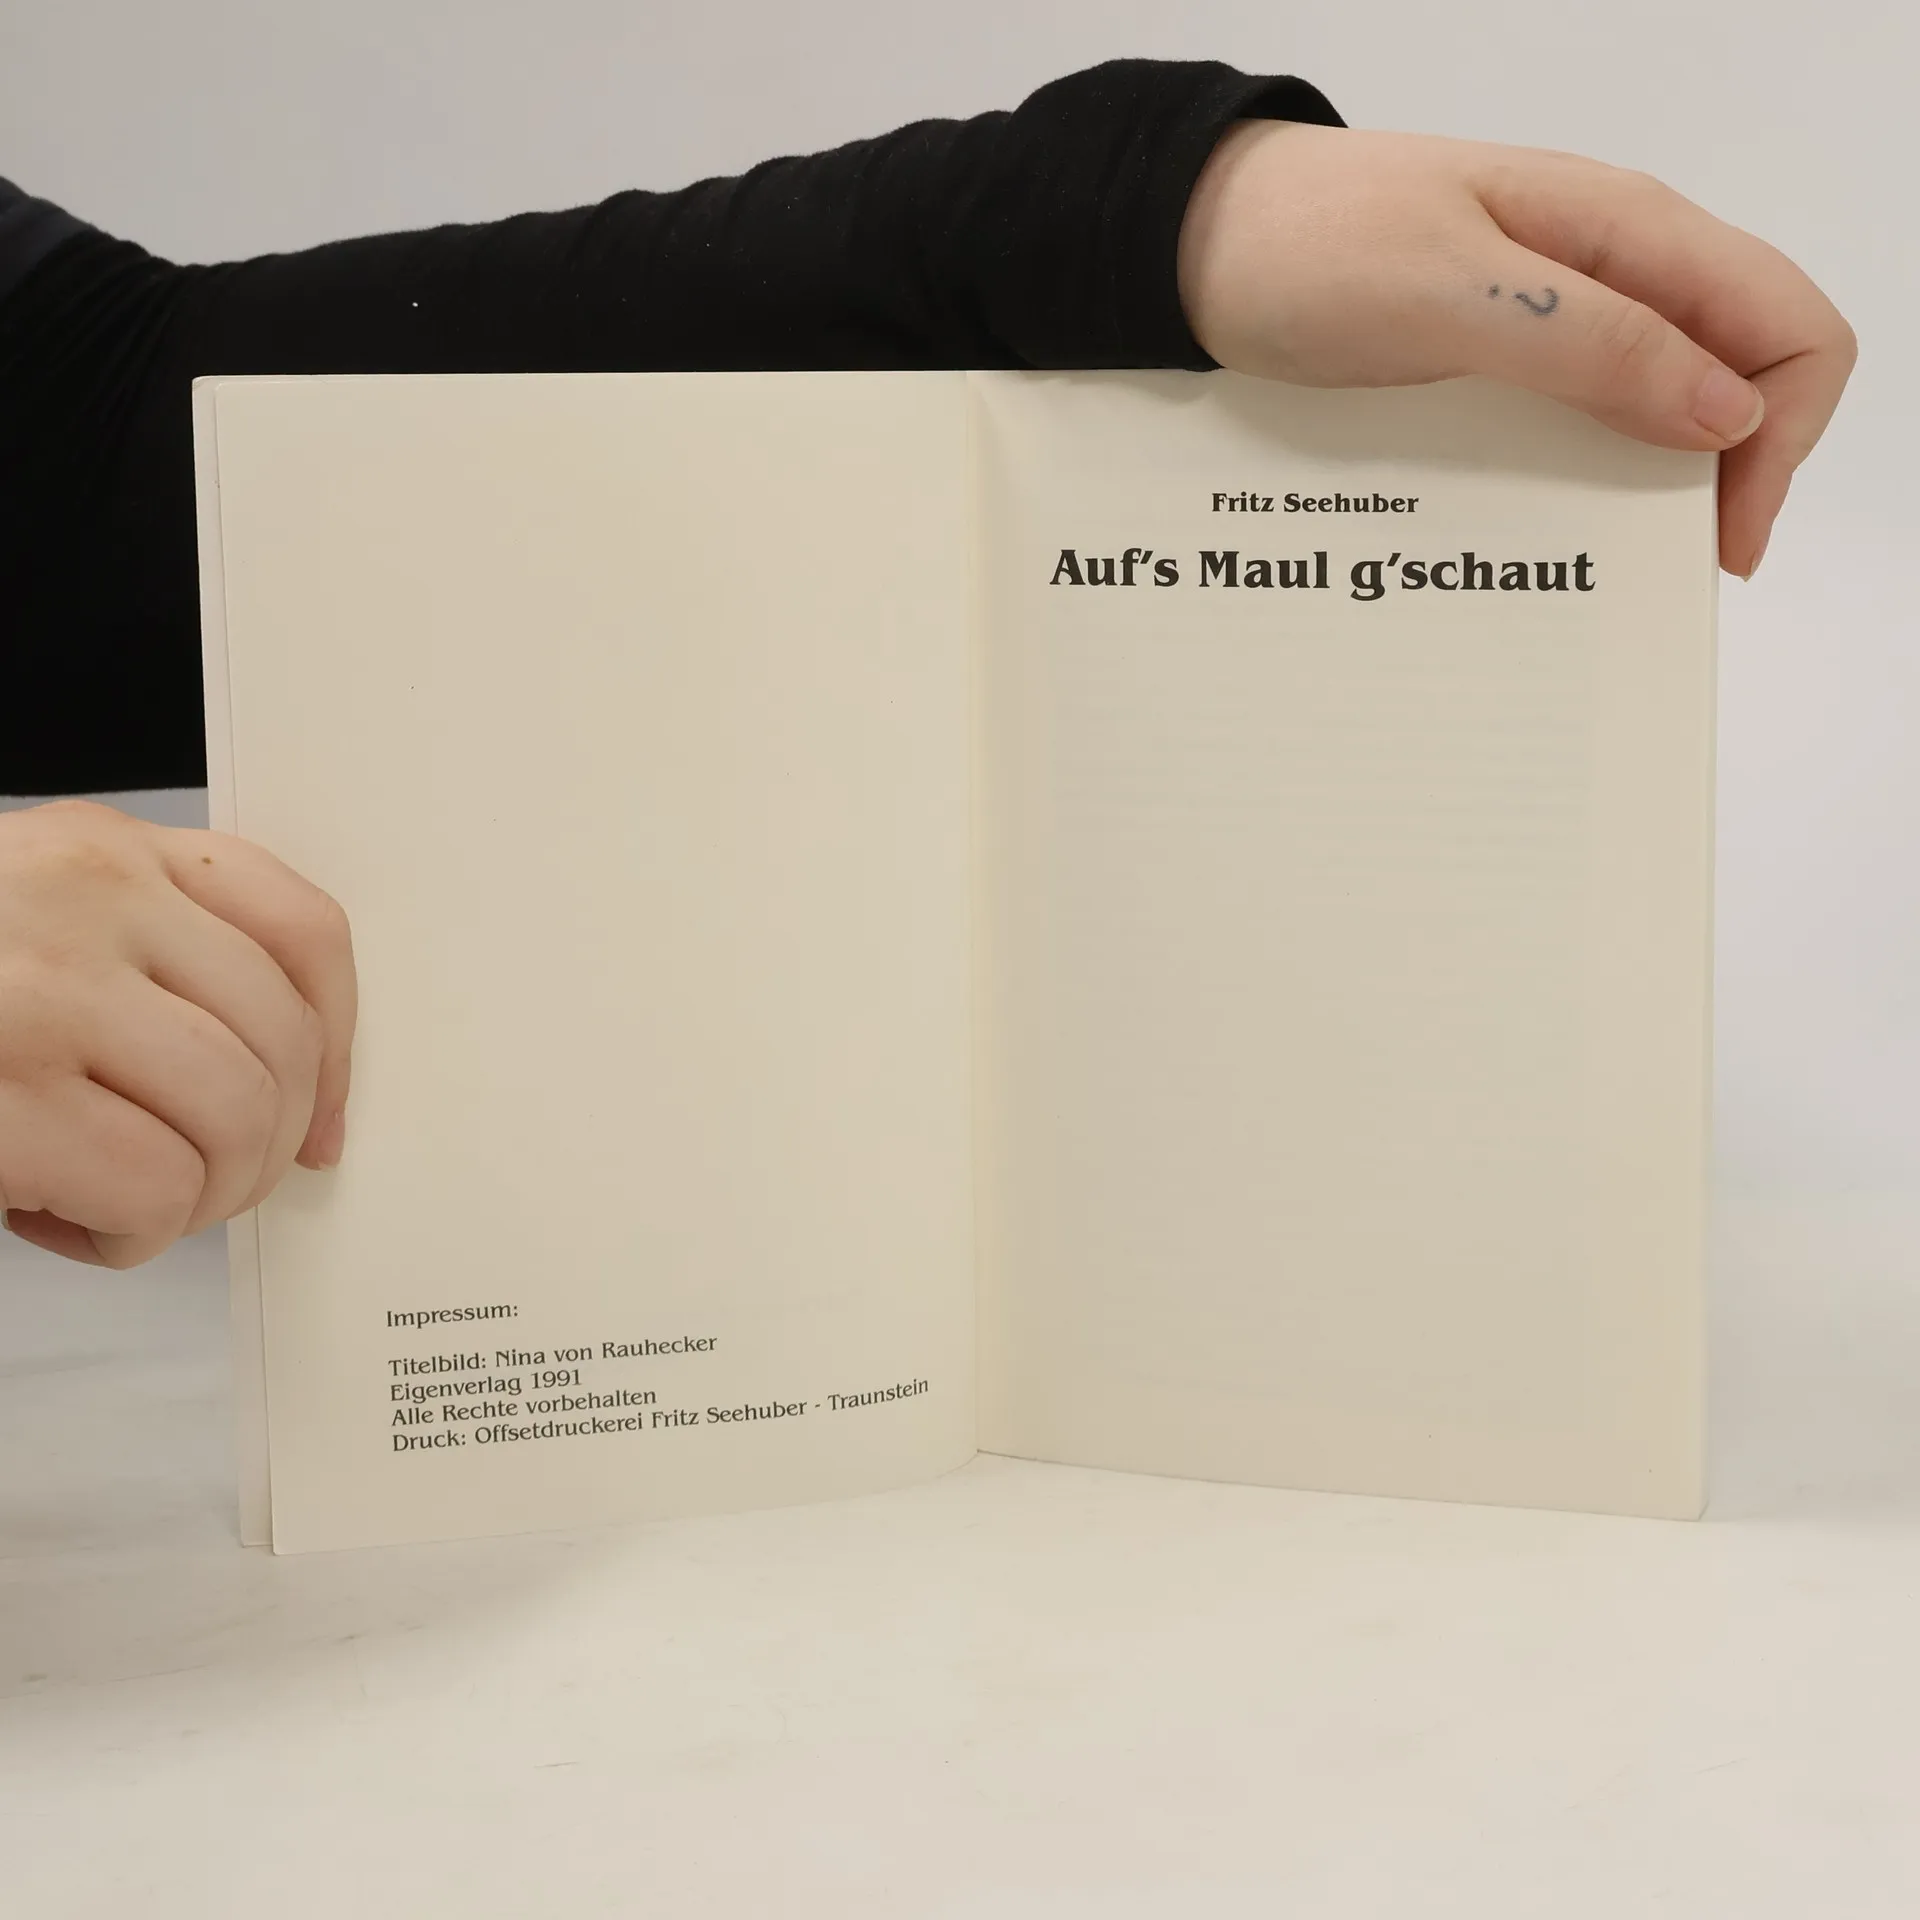 Impressum:
Titelbild: Nina von Rauhecker
Eigenverlag 1991
Alle Rechte vorbehalten
Druck: Offsetdruckerei Fritz Seehuber - Traunstein
Fritz Seehuber
Auf's Maul g'schaut